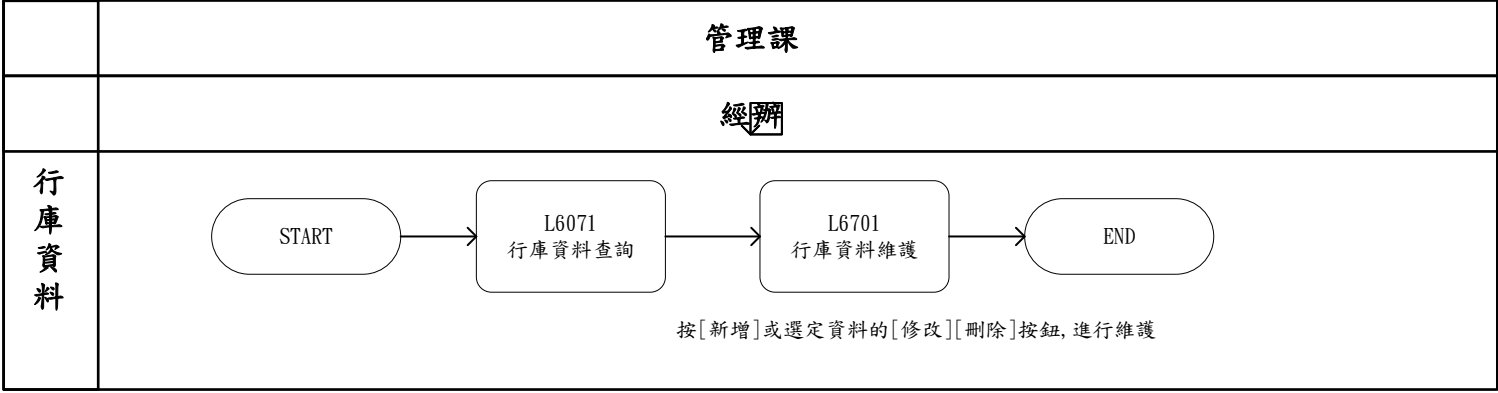 管理課
經辦
行庫資料
START
L6071
行庫資料查詢
L6701
行庫資料維護
END
按[新增]或選定資料的[修改][刪除]按鈕,進行維護